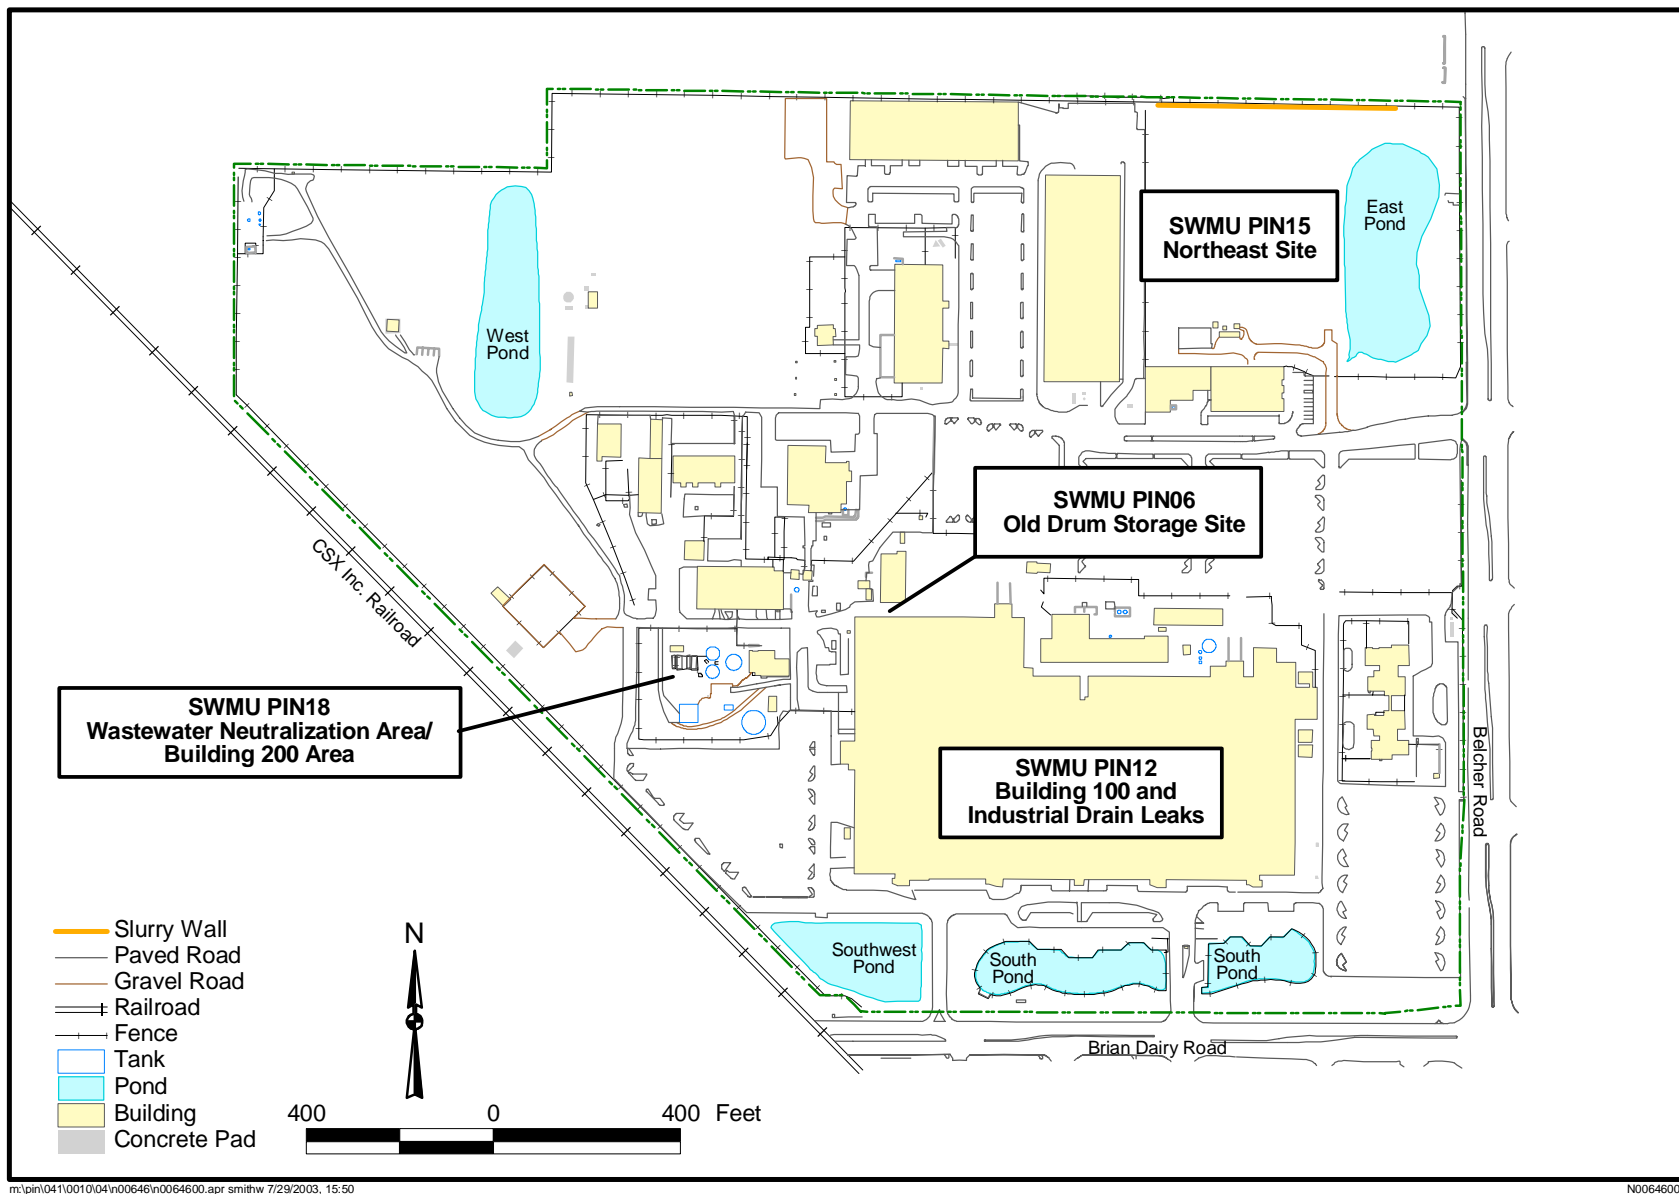 SWMU PIN15
Northeast Site
East
Pond
West
Pond
SWMU PIN06
Old Drum Storage Site
CSX Inc. Railroad
SWMU PIN18
Wastewater Neutralization Area/
Building 200 Area
SWMU PIN12
Building 100 and
Industrial Drain Leaks
Belcher Road
Southwest
Pond
South
Pond
South
Pond
Brian Dairy Road
Slurry Wall
Paved Road
Gravel Road
Railroad
Fence
Tank
Pond
Building
Concrete Pad
N
400 0 400 Feet
m:\pin\041\0010\04\n00646\n0064600.apr smithw 7/29/2003, 15:50
N0064600